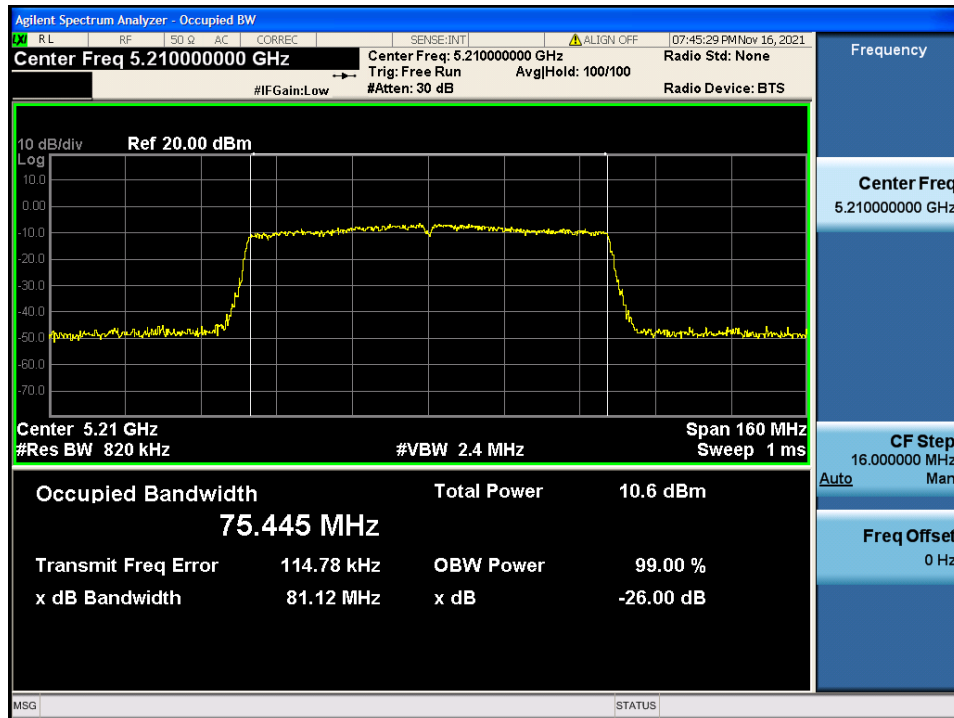 Agilent Spectrum Analyzer - Occupied BW
LXI RL RF 50 Ω AC CORREC SENSE:INT ALIGN OFF 07:45:29 PM Nov 16, 2021
Center Freq 5.210000000 GHz
Center Freq: 5.210000000 GHz
Radio Std: None
Trig: Free Run Avg|Hold: 100/100
#IFGain:Low
#Atten: 30 dB
Radio Device: BTS
10 dB/div Ref 20.00 dBm
Log
10.0
0.00
-10.0
-20.0
-30.0
-40.0
-50.0
-60.0
-70.0
Center 5.21 GHz Span 160 MHz
#Res BW 820 kHz #VBW 2.4 MHz Sweep 1 ms
Occupied Bandwidth Total Power 10.6 dBm
75.445 MHz
Transmit Freq Error 114.78 kHz OBW Power 99.00 %
x dB Bandwidth 81.12 MHz x dB -26.00 dB
Frequency
Center Freq
5.210000000 GHz
CF Step
16.000000 MHz
Auto Man
Freq Offset
0 Hz
MSG STATUS